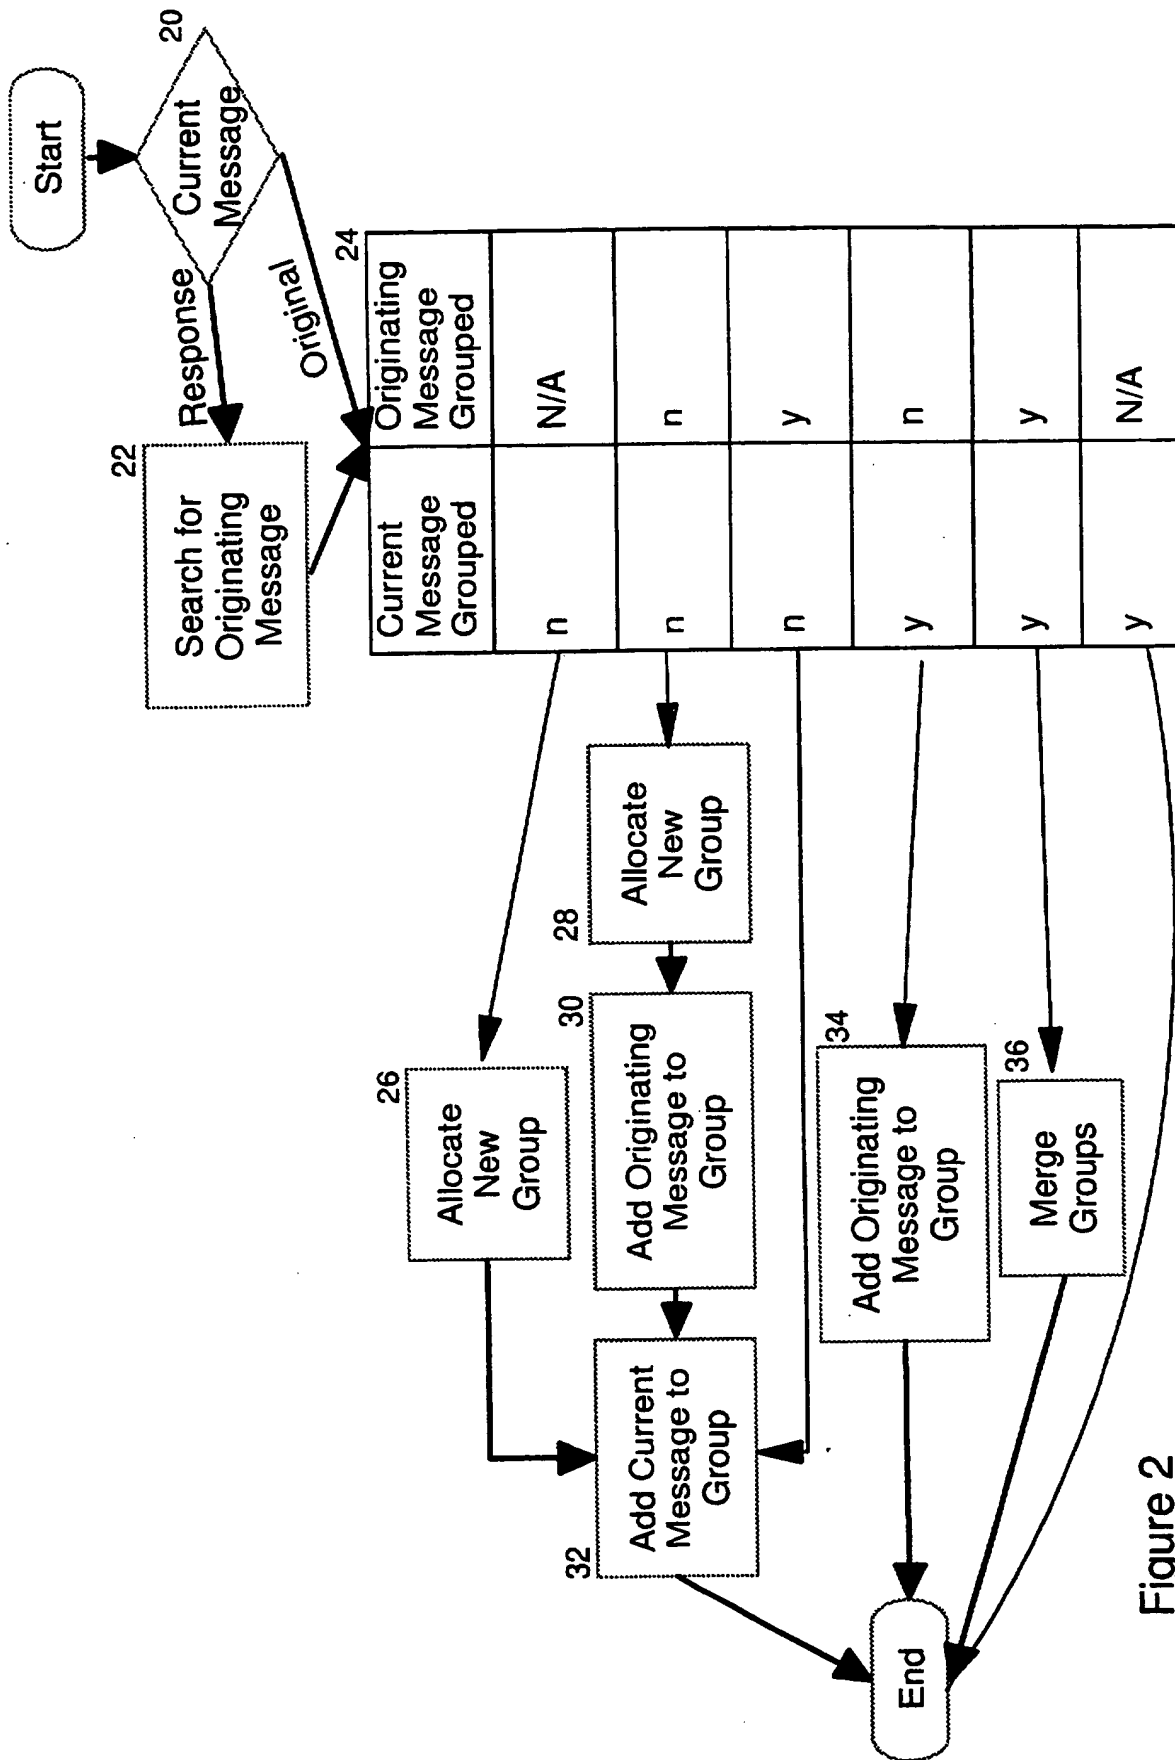 Start
20
Current
Message
Response
Original
22
Search for
Originating
Message
24
Current
Message
Grouped
Originating
Message
Grouped
n
N/A
n
n
n
y
y
n
y
y
y
N/A
26
Allocate
New
Group
28
Allocate
New
Group
30
Add Originating
Message to
Group
32
Add Current
Message to
Group
34
Add Originating
Message to
Group
36
Merge
Groups
End
Figure 2